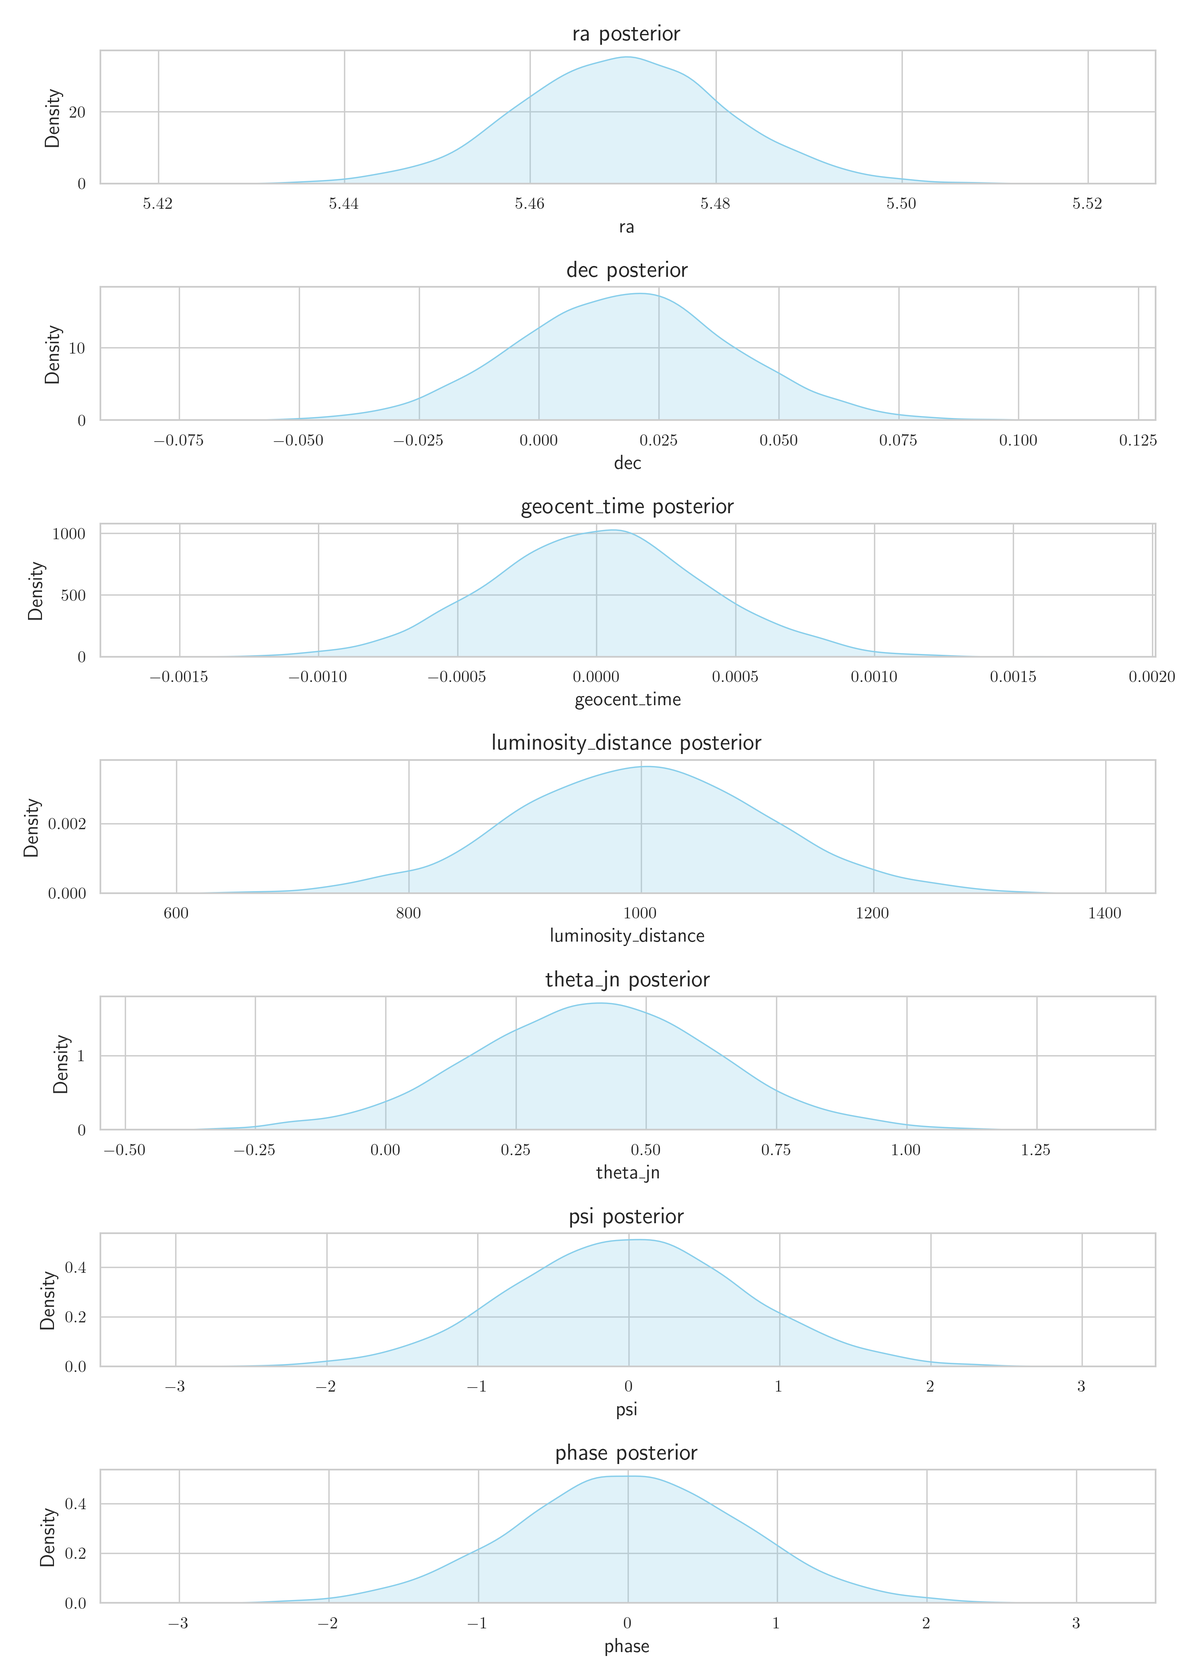 ra posterior
Density
20
0
5.42 5.44 5.46 5.48 5.50 5.52
ra
dec posterior
Density
10
0
−0.075 −0.050 −0.025 0.000 0.025 0.050 0.075 0.100 0.125
dec
geocent_time posterior
Density
1000
500
0
−0.0015 −0.0010 −0.0005 0.0000 0.0005 0.0010 0.0015 0.0020
geocent_time
luminosity_distance posterior
Density
0.002
0.000
600 800 1000 1200 1400
luminosity_distance
theta_jn posterior
Density
1
0
−0.50 −0.25 0.00 0.25 0.50 0.75 1.00 1.25
theta_jn
psi posterior
Density
0.4
0.2
0.0
−3 −2 −1 0 1 2 3
psi
phase posterior
Density
0.4
0.2
0.0
−3 −2 −1 0 1 2 3
phase